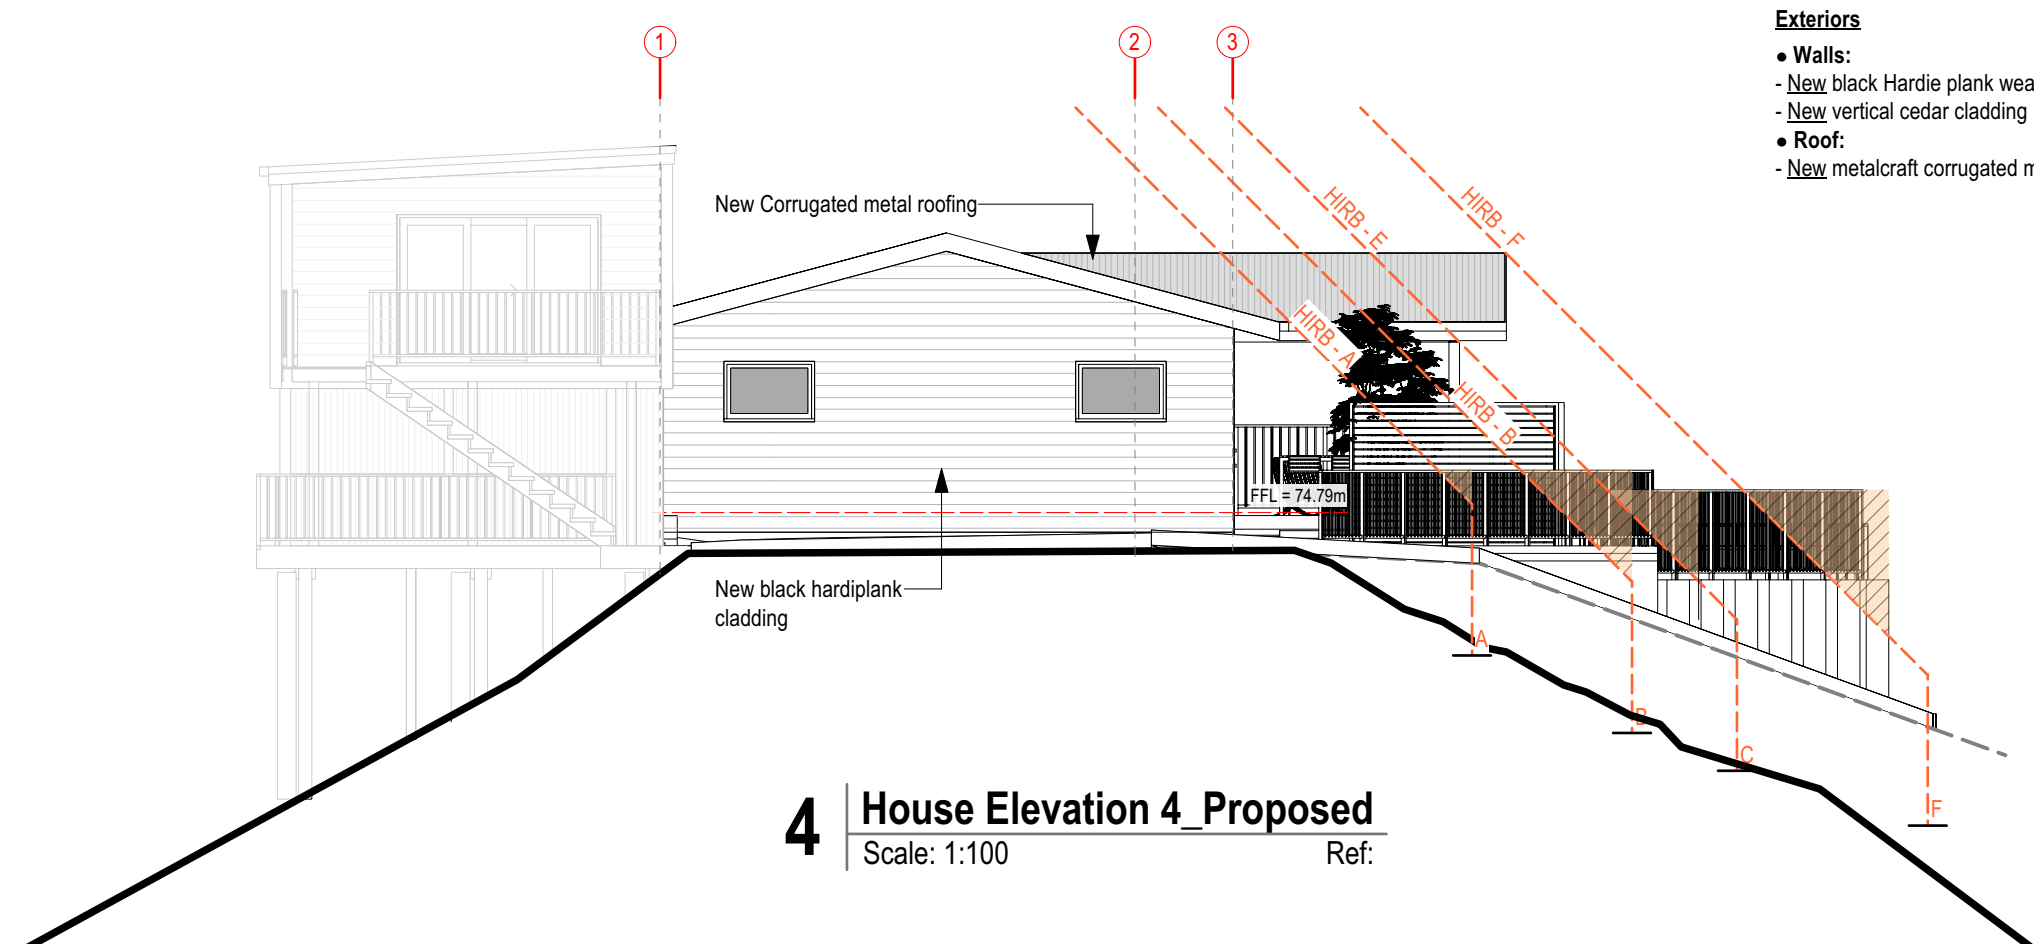 Exteriors
● Walls:
- New black Hardie plank wea
- New vertical cedar cladding
● Roof:
- New metalcraft corrugated m
1
2
3
New Corrugated metal roofing
HIRB - E
HIRB - F
HIRB - A
HIRB - B
FFL = 74.79m
New black hardiplank
cladding
A
B
C
F
4
House Elevation 4_Proposed
Scale: 1:100
Ref: